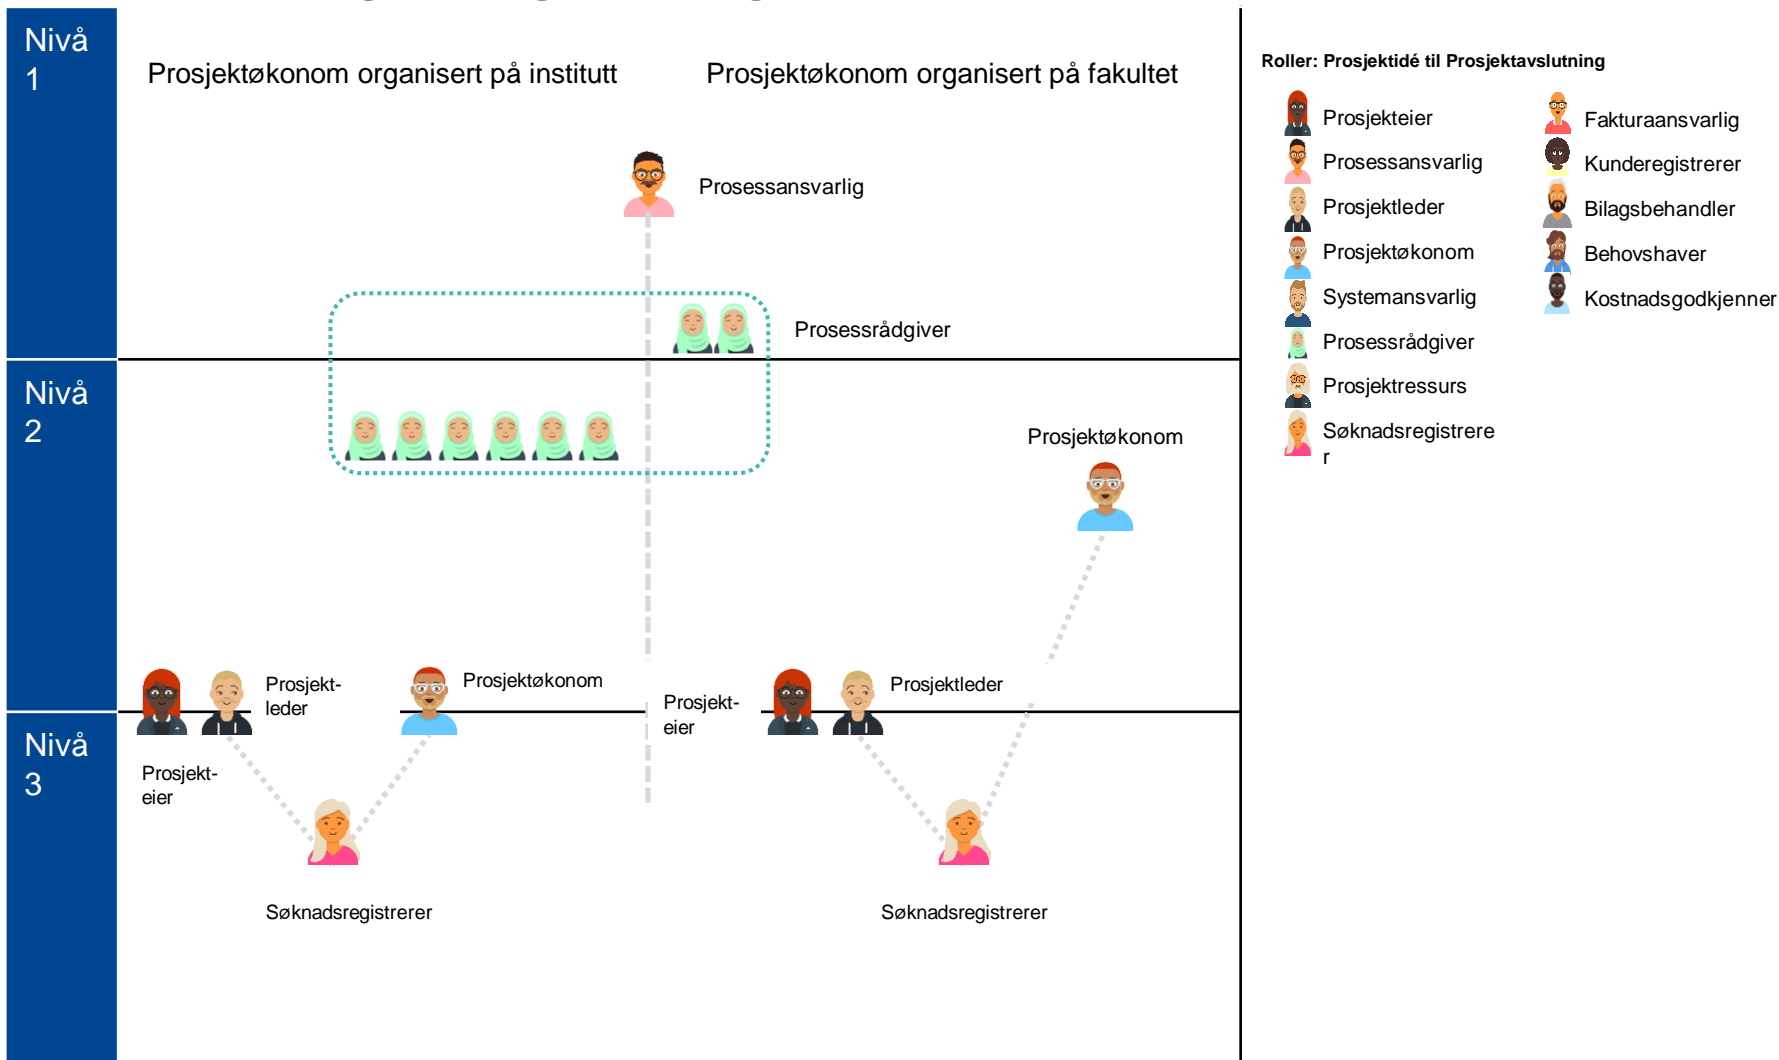 Nivå
1
Prosjektøkonom organisert på institutt
Prosjektøkonom organisert på fakultet
Prosessansvarlig
Prosessrådgiver
Nivå
2
Prosjektøkonom
Prosjekt-
leder
Prosjektøkonom
Prosjekt-
eier
Prosjektleder
Nivå
3
Prosjekt-
eier
Søknadsregistrerer
Søknadsregistrerer
Roller: Prosjektidé til Prosjektavslutning
Prosjekteier
Prosessansvarlig
Prosjektleder
Prosjektøkonom
Systemansvarlig
Prosessrådgiver
Prosjektressurs
Søknadsregistrere
r
Fakturaansvarlig
Kunderegistrerer
Bilagsbehandler
Behovshaver
Kostnadsgodkjenner